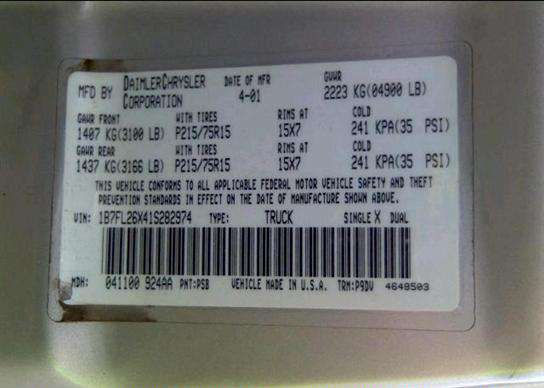 MFD BY DAIMLERCHRYSLER CORPORATION DATE OF MFR 4-01 GVWR 2223 KG(04900 LB)
GAWR FRONT WITH TIRES RIMS AT COLD
1407 KG(3100 LB) P215/75R15 15X7 241 KPA(35 PSI)
GAWR REAR WITH TIRES RIMS AT COLD
1437 KG(3166 LB) P215/75R15 15X7 241 KPA(35 PSI)
THIS VEHICLE CONFORMS TO ALL APPLICABLE FEDERAL MOTOR VEHICLE SAFETY AND THEFT
PREVENTION STANDARDS IN EFFECT ON THE DATE OF MANUFACTURE SHOWN ABOVE.
VIN: 1B7FL26X41S282974 TYPE: TRUCK SINGLE X DUAL
MDH: 041100 924AA PNT:PSB VEHICLE MADE IN U.S.A. TRM:P9DV 4648503